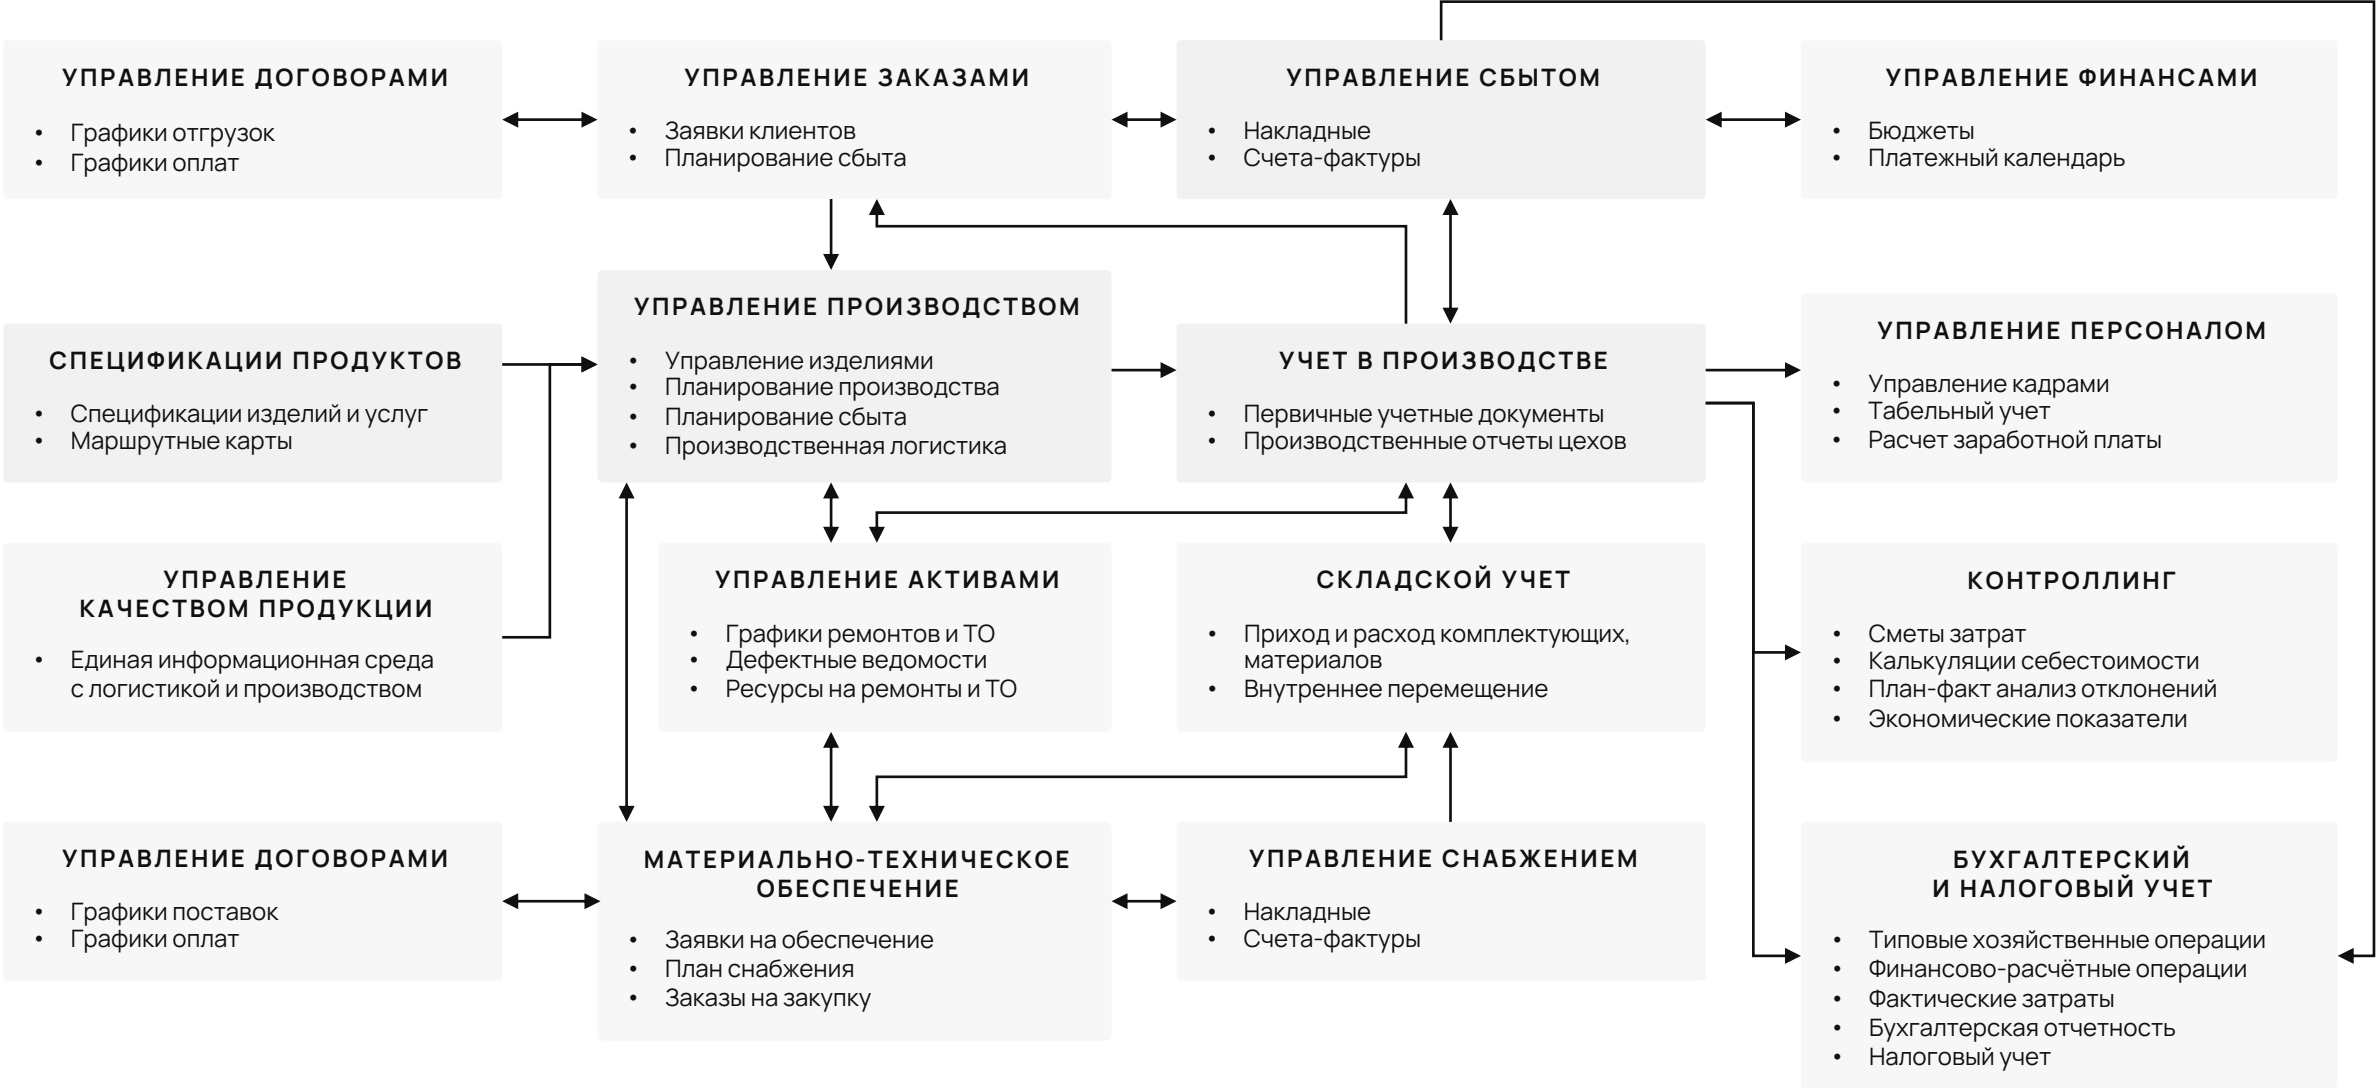 УПРАВЛЕНИЕ ДОГОВОРАМИ
• Графики отгрузок
• Графики оплат
УПРАВЛЕНИЕ ЗАКАЗАМИ
• Заявки клиентов
• Планирование сбыта
УПРАВЛЕНИЕ СБЫТОМ
• Накладные
• Счета-фактуры
УПРАВЛЕНИЕ ФИНАНСАМИ
• Бюджеты
• Платежный календарь
СПЕЦИФИКАЦИИ ПРОДУКТОВ
• Спецификации изделий и услуг
• Маршрутные карты
УПРАВЛЕНИЕ ПРОИЗВОДСТВОМ
• Управление изделиями
• Планирование производства
• Планирование сбыта
• Производственная логистика
УЧЕТ В ПРОИЗВОДСТВЕ
• Первичные учетные документы
• Производственные отчеты цехов
УПРАВЛЕНИЕ ПЕРСОНАЛОМ
• Управление кадрами
• Табельный учет
• Расчет заработной платы
УПРАВЛЕНИЕ
КАЧЕСТВОМ ПРОДУКЦИИ
• Единая информационная среда
с логистикой и производством
УПРАВЛЕНИЕ АКТИВАМИ
• Графики ремонтов и ТО
• Дефектные ведомости
• Ресурсы на ремонты и ТО
СКЛАДСКОЙ УЧЕТ
• Приход и расход комплектующих,
материалов
• Внутреннее перемещение
КОНТРОЛЛИНГ
• Сметы затрат
• Калькуляции себестоимости
• План-факт анализ отклонений
• Экономические показатели
УПРАВЛЕНИЕ ДОГОВОРАМИ
• Графики поставок
• Графики оплат
МАТЕРИАЛЬНО-ТЕХНИЧЕСКОЕ
ОБЕСПЕЧЕНИЕ
• Заявки на обеспечение
• План снабжения
• Заказы на закупку
УПРАВЛЕНИЕ СНАБЖЕНИЕМ
• Накладные
• Счета-фактуры
БУХГАЛТЕРСКИЙ
И НАЛОГОВЫЙ УЧЕТ
• Типовые хозяйственные операции
• Финансово-расчётные операции
• Фактические затраты
• Бухгалтерская отчетность
• Налоговый учет